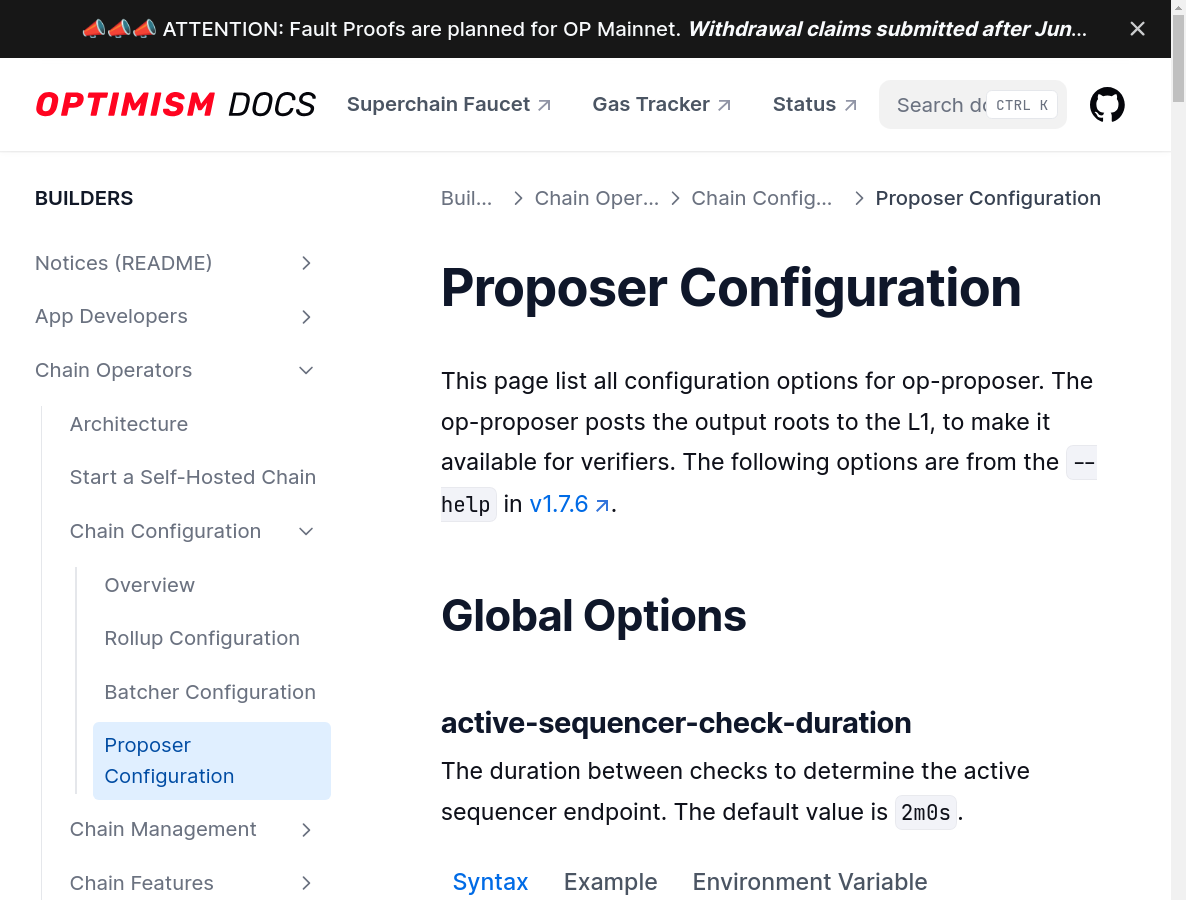 📣📣📣 ATTENTION: Fault Proofs are planned for OP Mainnet. Withdrawal claims submitted after Jun...
OPTIMISM DOCS
Superchain Faucet
Gas Tracker
Status
Search do
CTRL K
BUILDERS
Notices (README)
App Developers
Chain Operators
Architecture
Start a Self-Hosted Chain
Chain Configuration
Overview
Rollup Configuration
Batcher Configuration
Proposer
Configuration
Chain Management
Chain Features
Buil... > Chain Oper... > Chain Config... > Proposer Configuration
Proposer Configuration
This page list all configuration options for op-proposer. The
op-proposer posts the output roots to the L1, to make it
available for verifiers. The following options are from the --
help in v1.7.6.
Global Options
active-sequencer-check-duration
The duration between checks to determine the active
sequencer endpoint. The default value is 2m0s.
Syntax
Example
Environment Variable